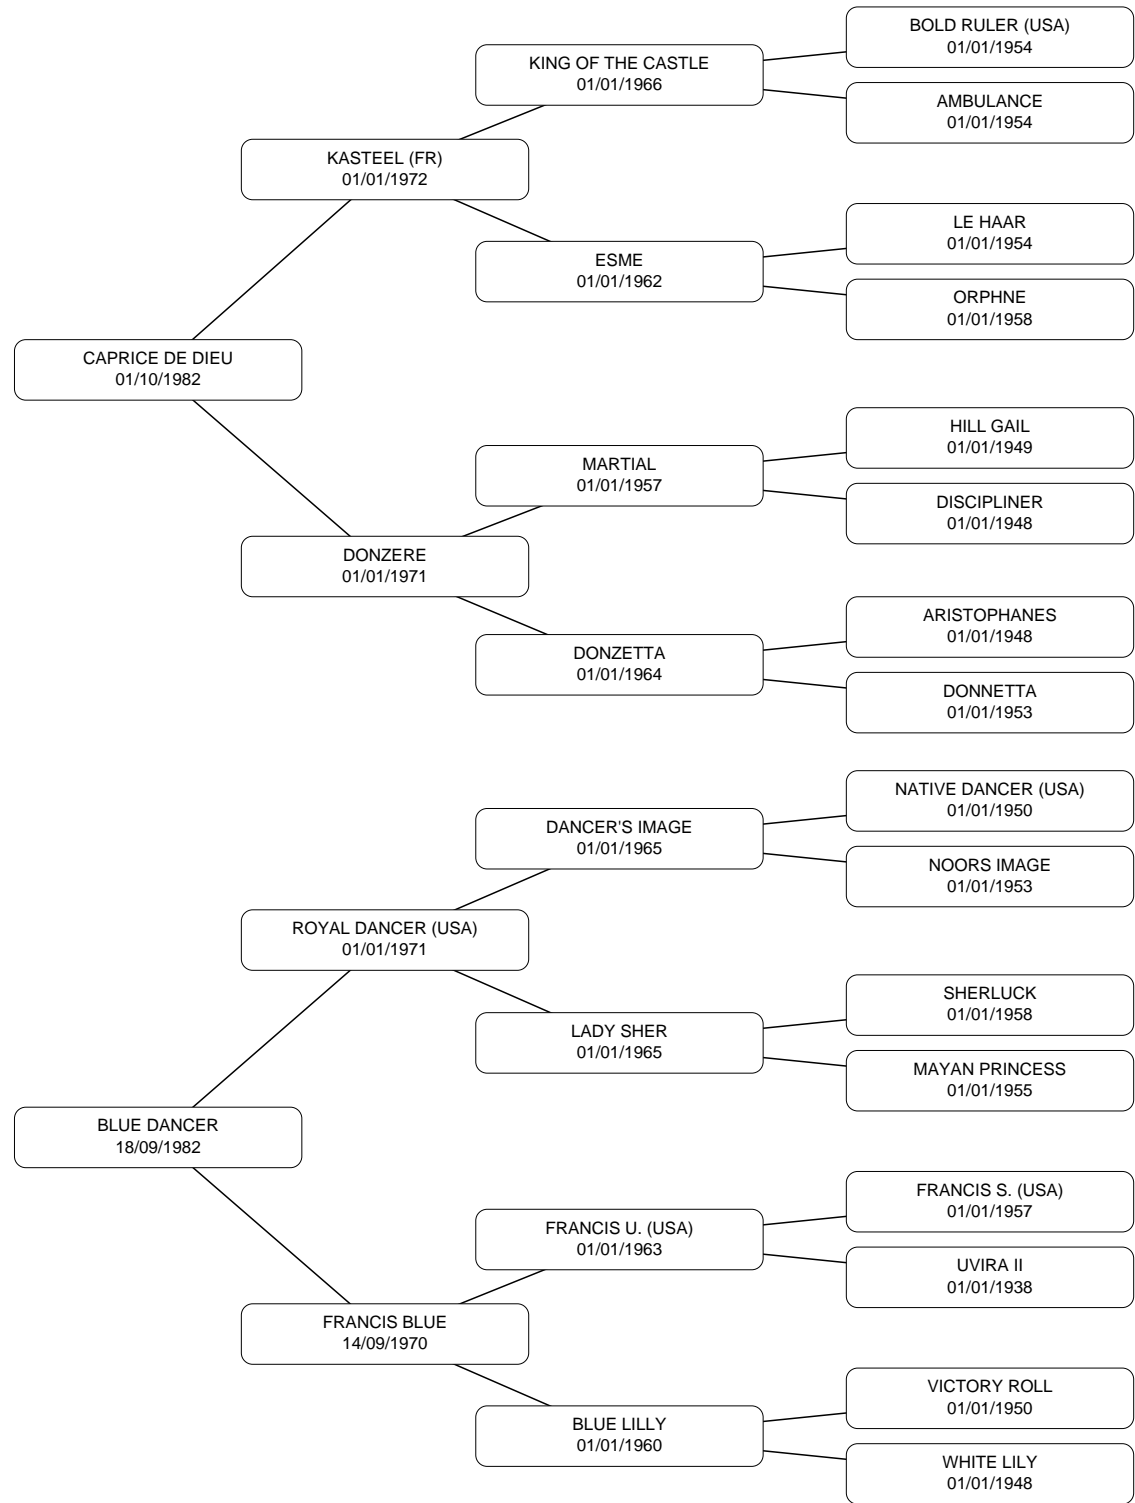 BOLD RULER (USA)
01/01/1954
KING OF THE CASTLE
01/01/1966
AMBULANCE
01/01/1954
KASTEEL (FR)
01/01/1972
LE HAAR
01/01/1954
ESME
01/01/1962
ORPHNE
01/01/1958
CAPRICE DE DIEU
01/10/1982
HILL GAIL
01/01/1949
MARTIAL
01/01/1957
DISCIPLINER
01/01/1948
DONZERE
01/01/1971
ARISTOPHANES
01/01/1948
DONZETTA
01/01/1964
DONNETTA
01/01/1953
NATIVE DANCER (USA)
01/01/1950
DANCER'S IMAGE
01/01/1965
NOORS IMAGE
01/01/1953
ROYAL DANCER (USA)
01/01/1971
SHERLUCK
01/01/1958
LADY SHER
01/01/1965
MAYAN PRINCESS
01/01/1955
BLUE DANCER
18/09/1982
FRANCIS S. (USA)
01/01/1957
FRANCIS U. (USA)
01/01/1963
UVIRA II
01/01/1938
FRANCIS BLUE
14/09/1970
VICTORY ROLL
01/01/1950
BLUE LILLY
01/01/1960
WHITE LILY
01/01/1948